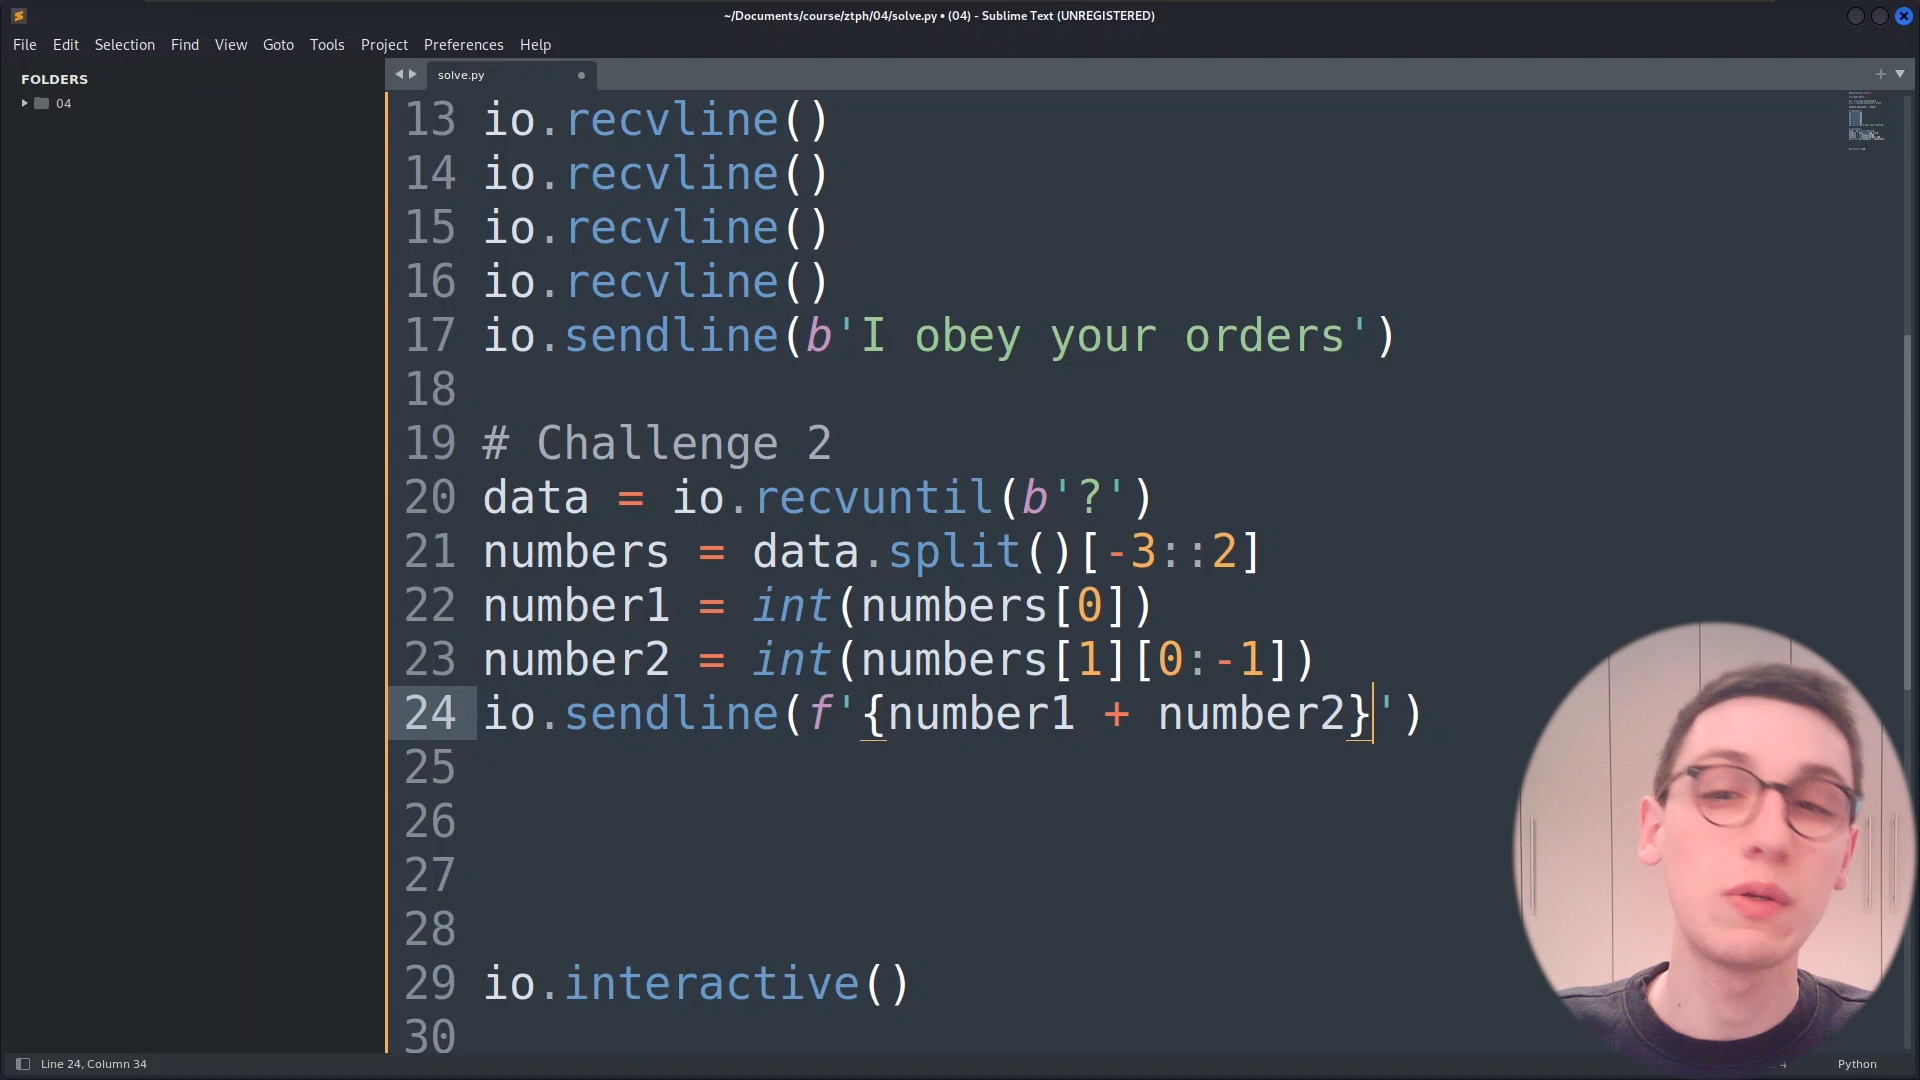 ~/Documents/course/ztph/04/solve.py • (04) - Sublime Text (UNREGISTERED)
File Edit Selection Find View Goto Tools Project Preferences Help
FOLDERS
04
solve.py
13 io.recvline()
14 io.recvline()
15 io.recvline()
16 io.recvline()
17 io.sendline(b'I obey your orders')
18
19 # Challenge 2
20 data = io.recvuntil(b'?')
21 numbers = data.split()[-3::2]
22 number1 = int(numbers[0])
23 number2 = int(numbers[1][0:-1])
24 io.sendline(f'{number1 + number2}')
25
26
27
28
29 io.interactive()
30
Line 24, Column 34
Python